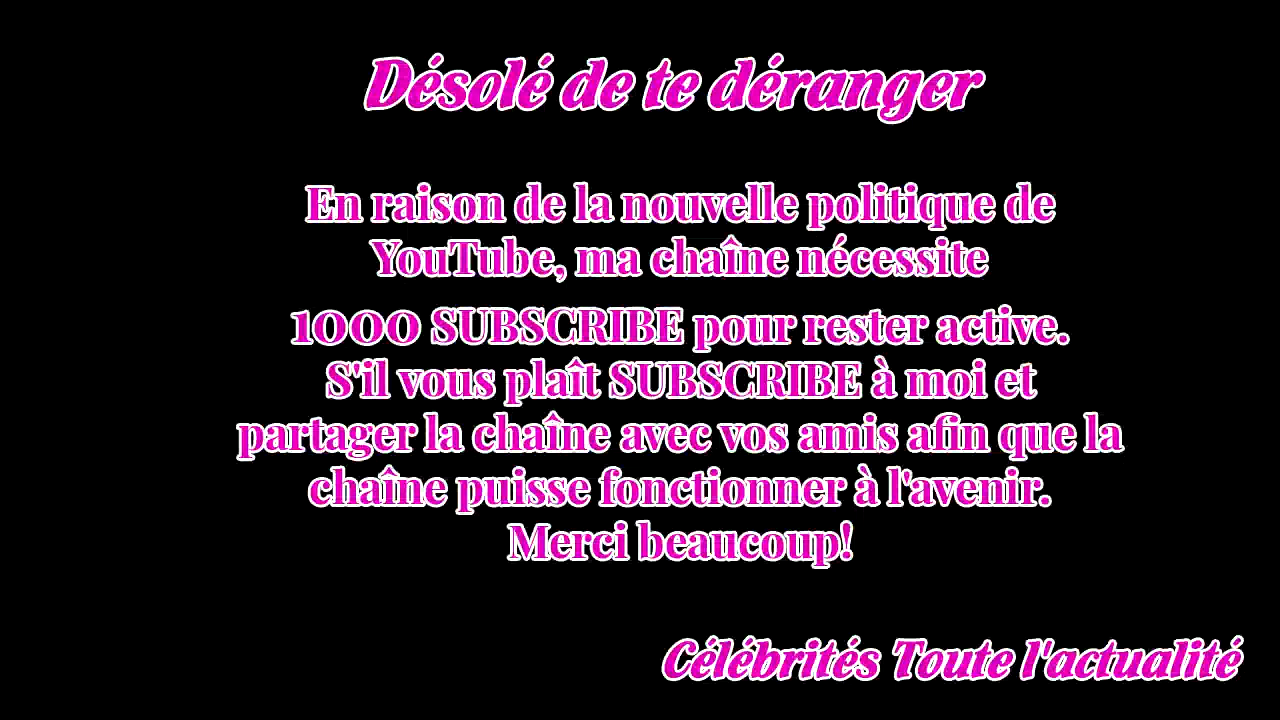 Désolé de te déranger
En raison de la nouvelle politique de
YouTube, ma chaîne nécessite
1000 SUBSCRIBE pour rester active.
S'il vous plaît SUBSCRIBE à moi et
partager la chaîne avec vos amis afin que la
chaîne puisse fonctionner à l'avenir.
Merci beaucoup!
Célébrités Toute l'actualité